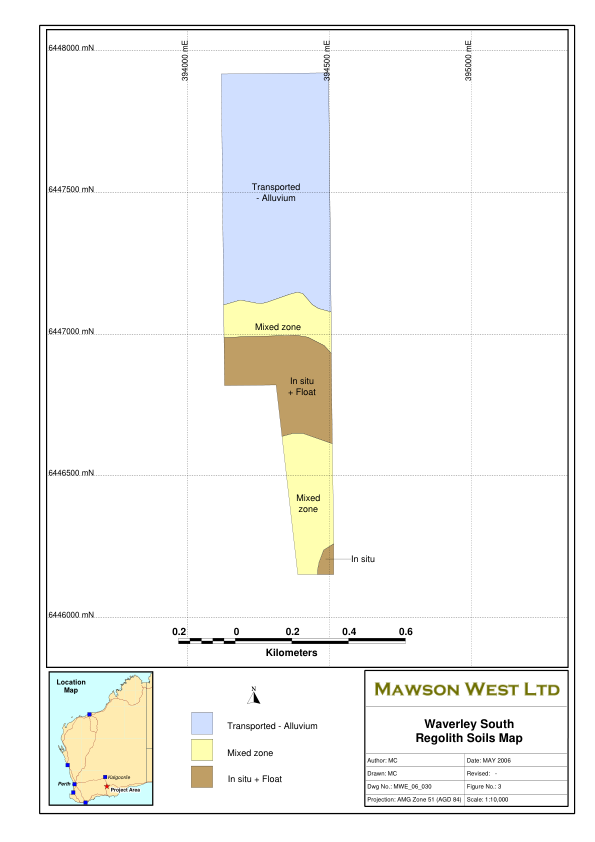 6448000 mN
394000 mE
394500 mE
395000 mE
Transported
- Alluvium
6447500 mN
Mixed zone
6447000 mN
In situ
+ Float
6446500 mN
Mixed
zone
In situ
6446000 mN
0.2 0 0.2 0.4 0.6
Kilometers
Location
Map
Kalgoorlie
Perth
Project Area
N
Transported - Alluvium
Mixed zone
In situ + Float
MAWSON WEST LTD
Waverley South
Regolith Soils Map
Author: MC Date: MAY 2006
Drawn: MC Revised: -
Dwg No.: MWE_06_030 Figure No.: 3
Projection: AMG Zone 51 (AGD 84) Scale: 1:10,000